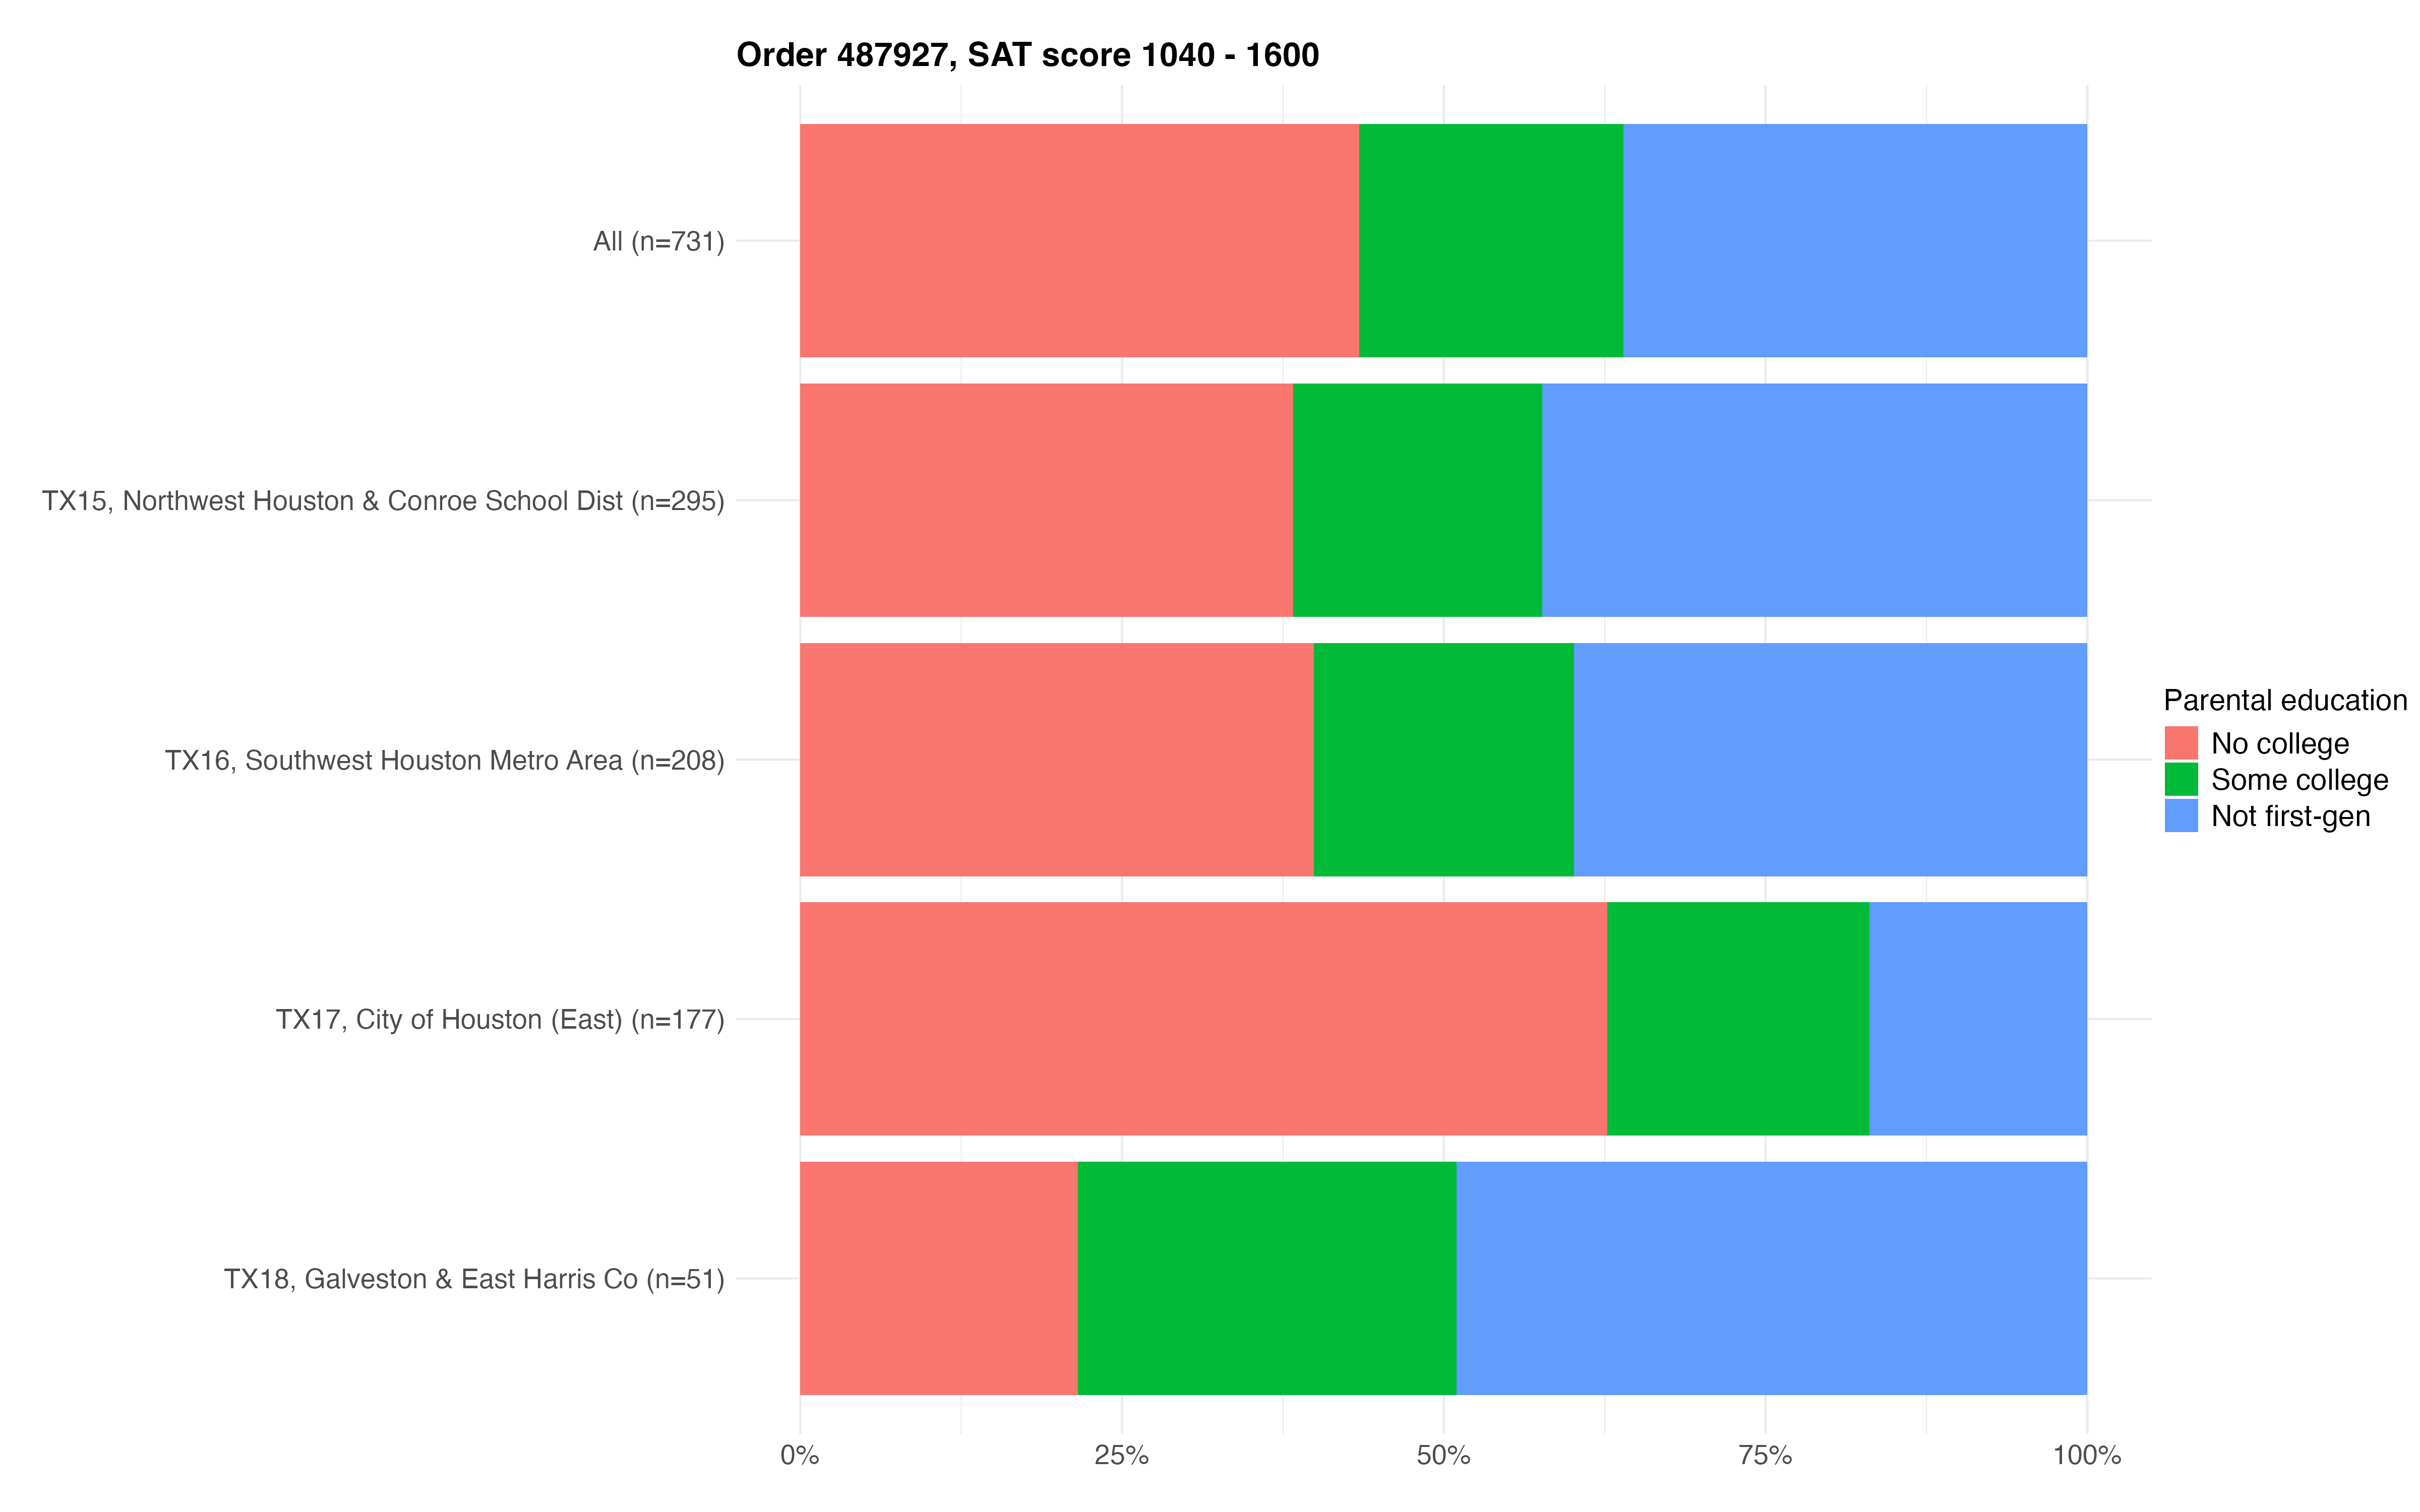 Order 487927, SAT score 1040 - 1600
All (n=731)
TX15, Northwest Houston & Conroe School Dist (n=295)
TX16, Southwest Houston Metro Area (n=208)
TX17, City of Houston (East) (n=177)
TX18, Galveston & East Harris Co (n=51)
0% 25% 50% 75% 100%
Parental education
No college
Some college
Not first-gen